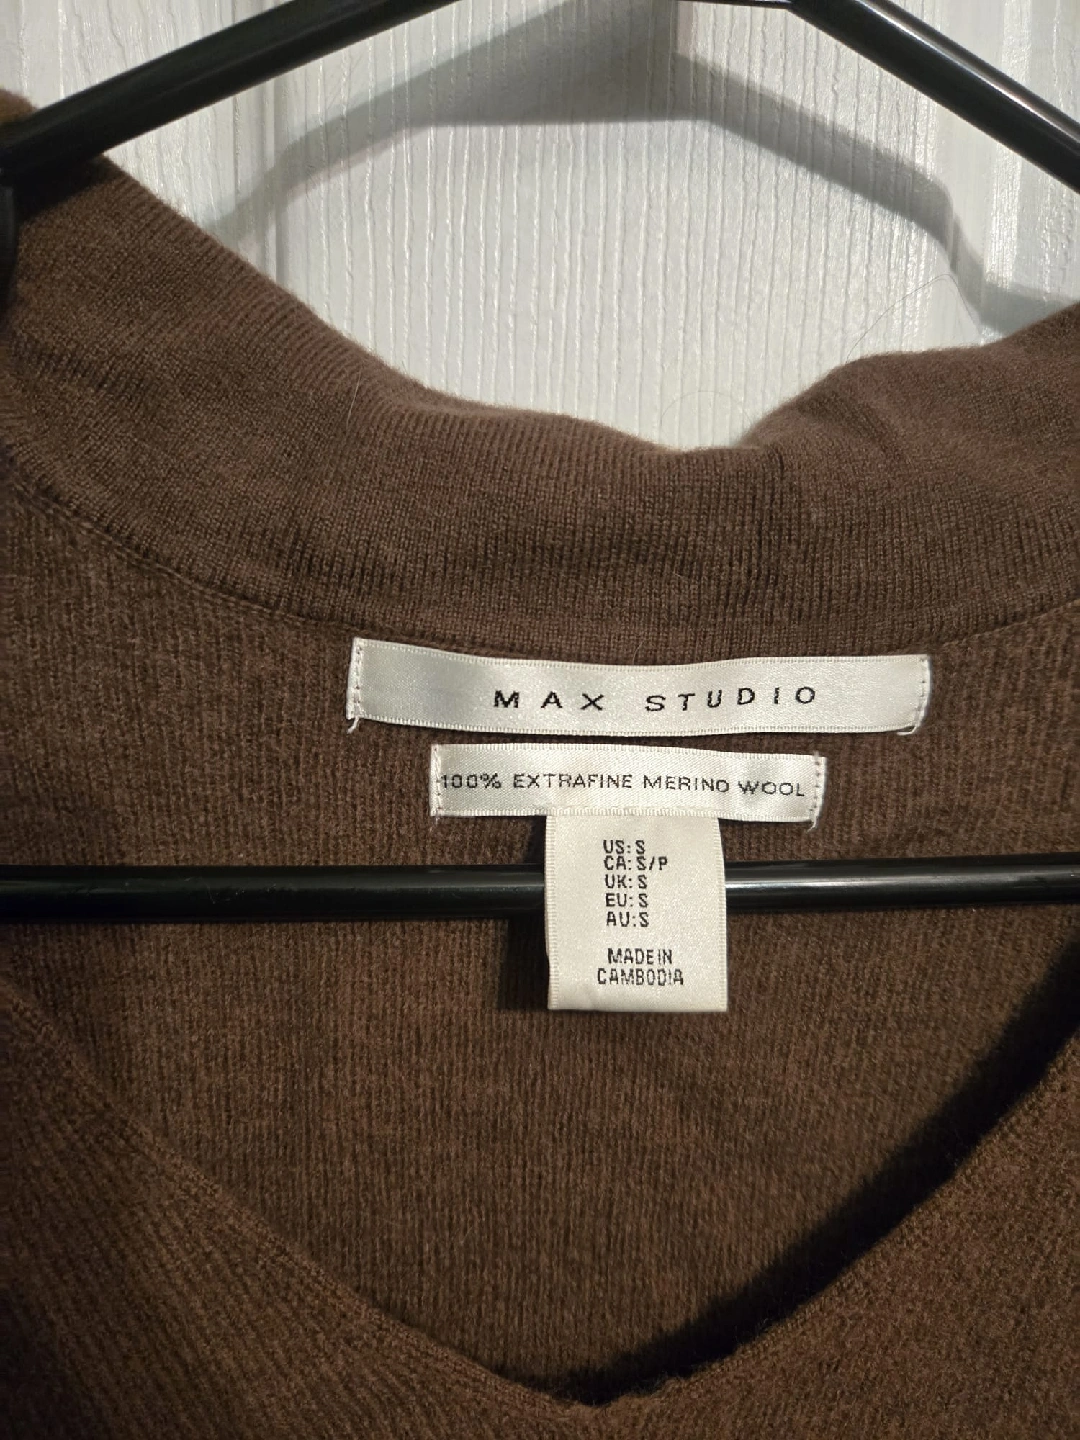 MAX STUDIO
100% EXTRAFINE MERINO WOOL
US: S
CA: S/P
UK: S
EU: S
AU: S
MADE IN
CAMBODIA